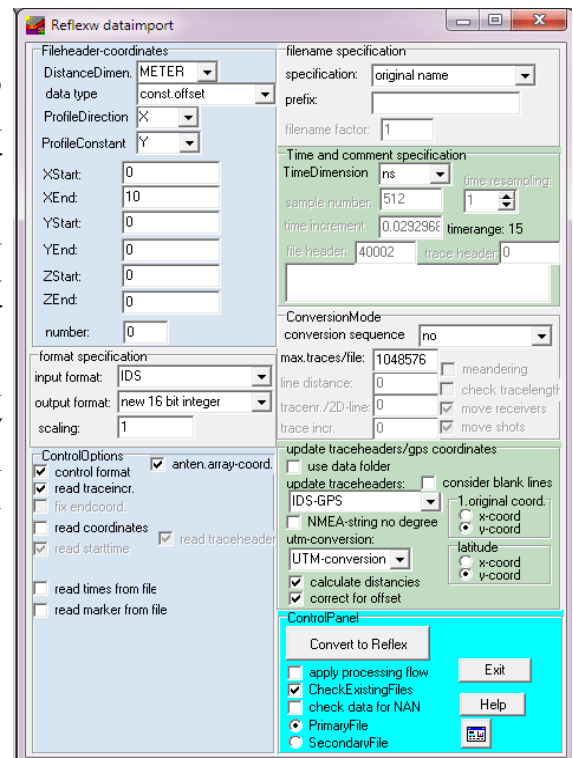 Reflexw dataimport
Fileheader-coordinates
DistanceDimen. METER
data type const.offset
ProfileDirection X
ProfileConstant Y
XStart: 0
XEnd: 10
YStart: 0
YEnd: 0
ZStart: 0
ZEnd: 0
number: 0
format specification
input format: IDS
output format: new 16 bit integer
scaling: 1
ControlOptions
control format anten.array-coord.
read traceincr.
fix endcoord.
read coordinates
read starttime read traceheader
read times from file
read marker from file
filename specification
specification: original name
prefix:
filename factor: 1
Time and comment specification
TimeDimension ns time resampling:
sample number: 512 1
time increment: 0.0292968 timerange: 15
file header: 40002 trace header: 0
ConversionMode
conversion sequence no
max.traces/file: 1048576 meandering
line distance: 0 check tracelength
tracenr./2D-line: 0 move receivers
trace incr. 0 move shots
update traceheaders/gps coordinates
use data folder
update traceheaders: consider blank lines
IDS-GPS 1.original coord.
x-coord
NMEA-string no degree y-coord
utm-conversion: latitude
UTM-conversion x-coord
y-coord
calculate distancies
correct for offset
ControlPanel
Convert to Reflex
apply processing flow Exit
CheckExistingFiles
check data for NAN Help
PrimaryFile
SecondaryFile